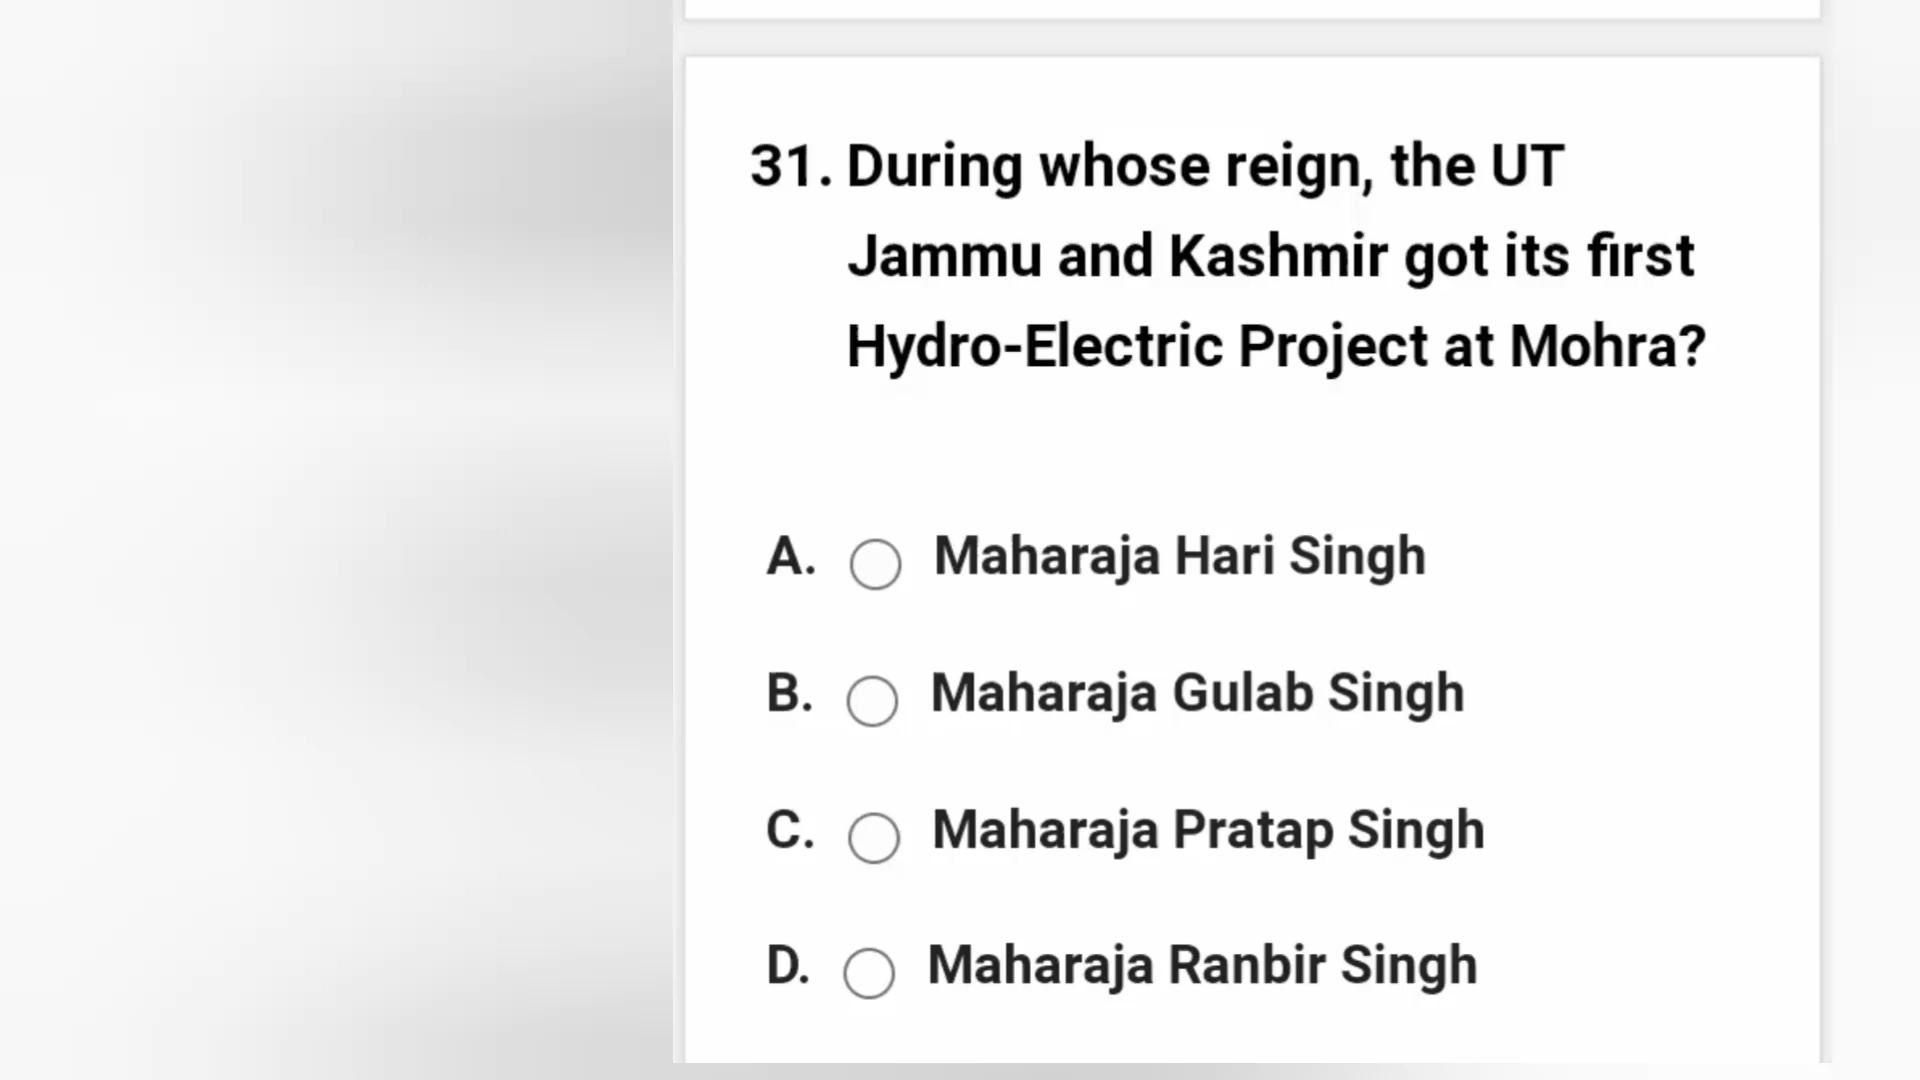 31. During whose reign, the UT
Jammu and Kashmir got its first
Hydro-Electric Project at Mohra?
A. Maharaja Hari Singh
B. Maharaja Gulab Singh
C. Maharaja Pratap Singh
D. Maharaja Ranbir Singh